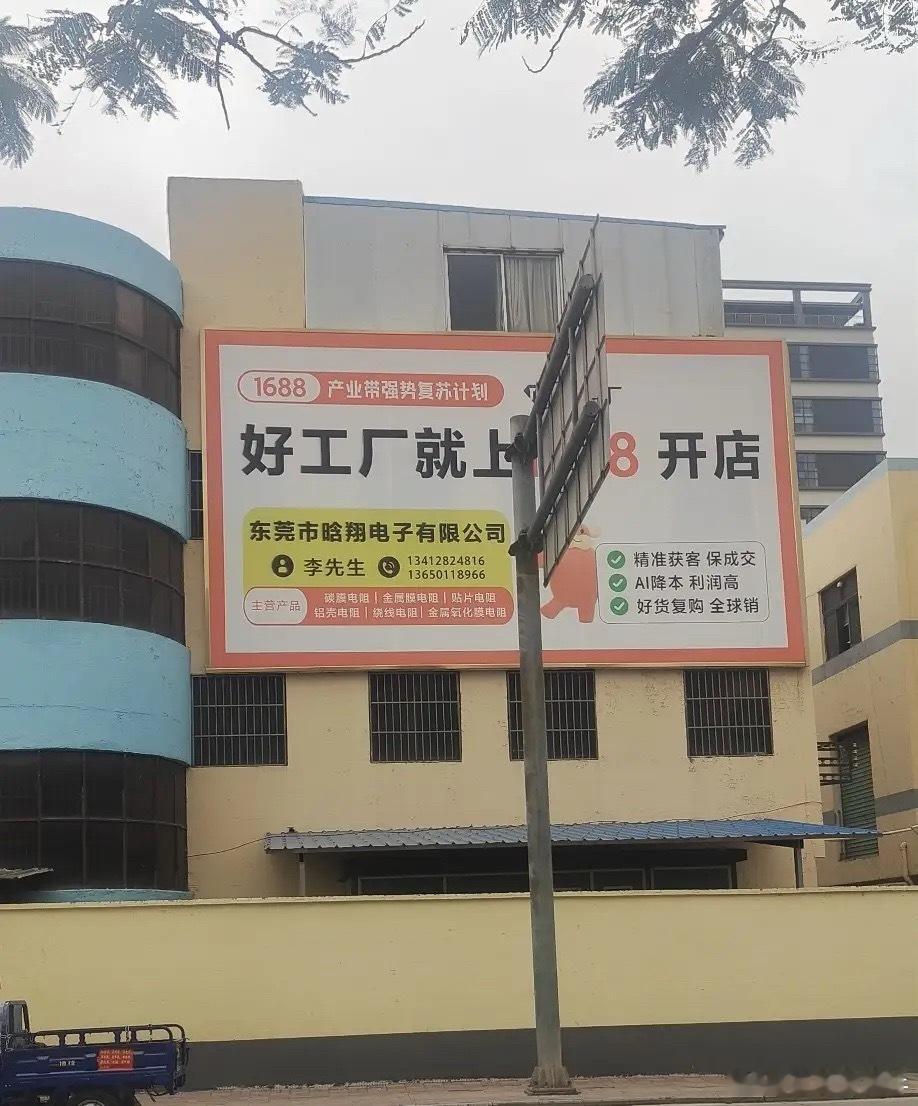 1688 产业带强势复苏计划
好工厂就上 8 开店
东莞市晗翔电子有限公司
李先生 13412824816
13650118966
主营产品
碳膜电阻 | 金属膜电阻 | 贴片电阻
铝壳电阻 | 绕线电阻 | 金属氧化膜电阻
精准获客 保成交
AI降本 利润高
好货复购 全球销